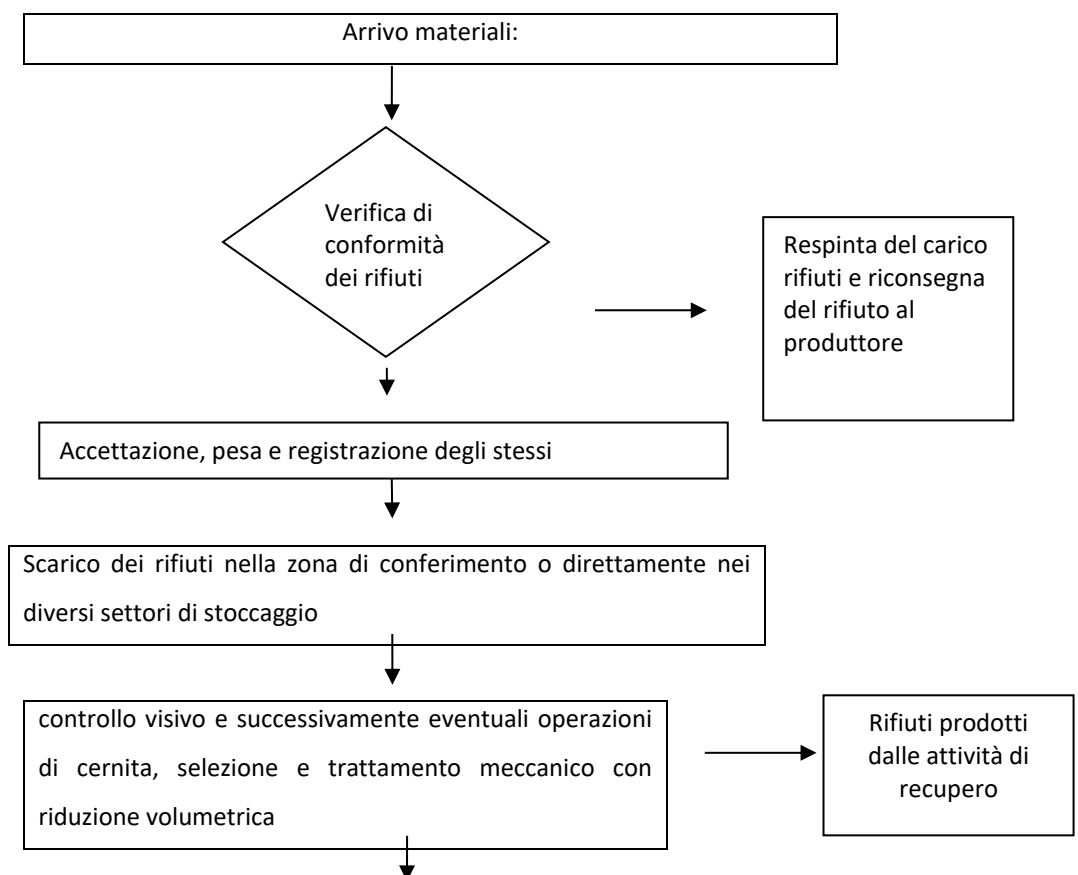 Arrivo materiali:
Verifica di
conformità
dei rifiuti
Respinta del carico
rifiuti e riconsegna
del rifiuto al
produttore
Accettazione, pesa e registrazione degli stessi
Scarico dei rifiuti nella zona di conferimento o direttamente nei
diversi settori di stoccaggio
controllo visivo e successivamente eventuali operazioni
di cernita, selezione e trattamento meccanico con
riduzione volumetrica
Rifiuti prodotti
dalle attività di
recupero